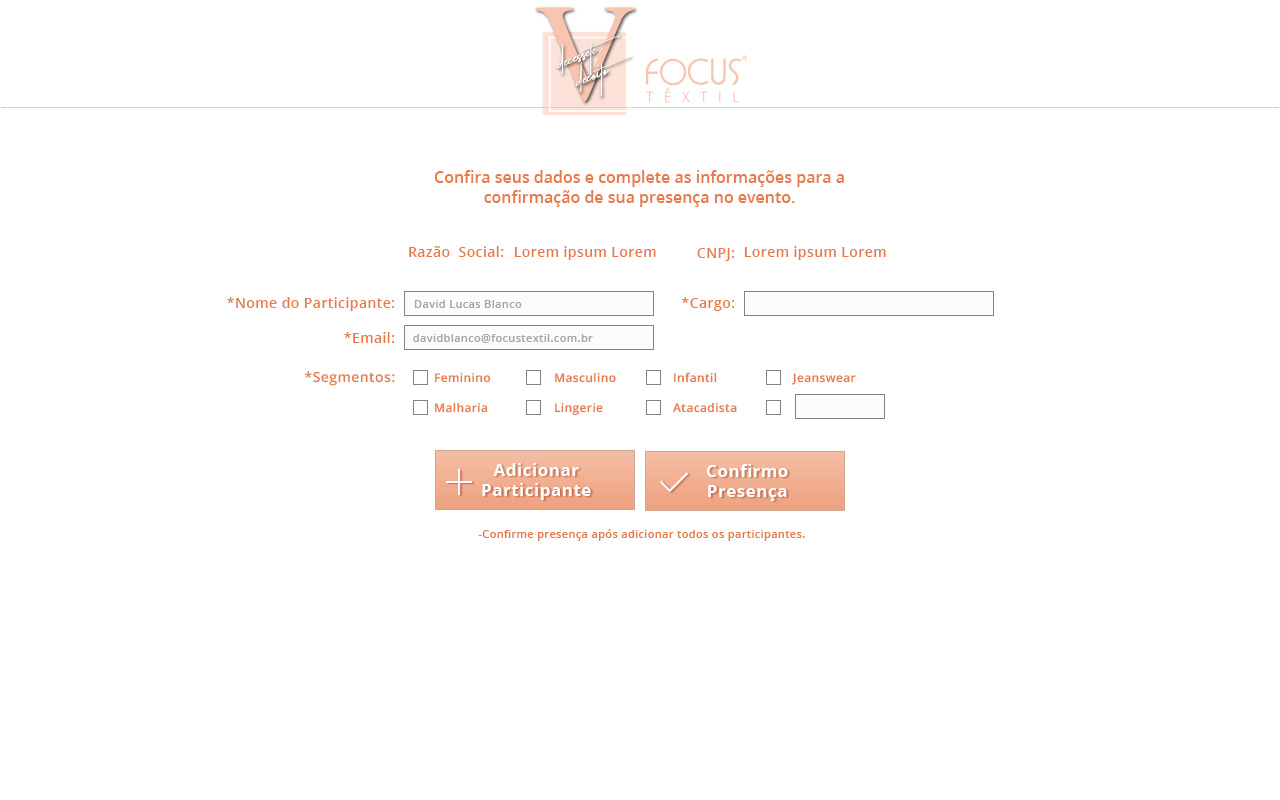 V
dezessete
dezoito
FOCUS®
TÊXTIL
Confira seus dados e complete as informações para a
confirmação de sua presença no evento.
Razão Social: Lorem ipsum Lorem CNPJ: Lorem ipsum Lorem
*Nome do Participante: David Lucas Blanco *Cargo:
*Email: davidblanco@focustextil.com.br
*Segmentos: Feminino Masculino Infantil Jeanswear
Malharia Lingerie Atacadista
Adicionar
Participante
Confirmo
Presença
-Confirme presença após adicionar todos os participantes.